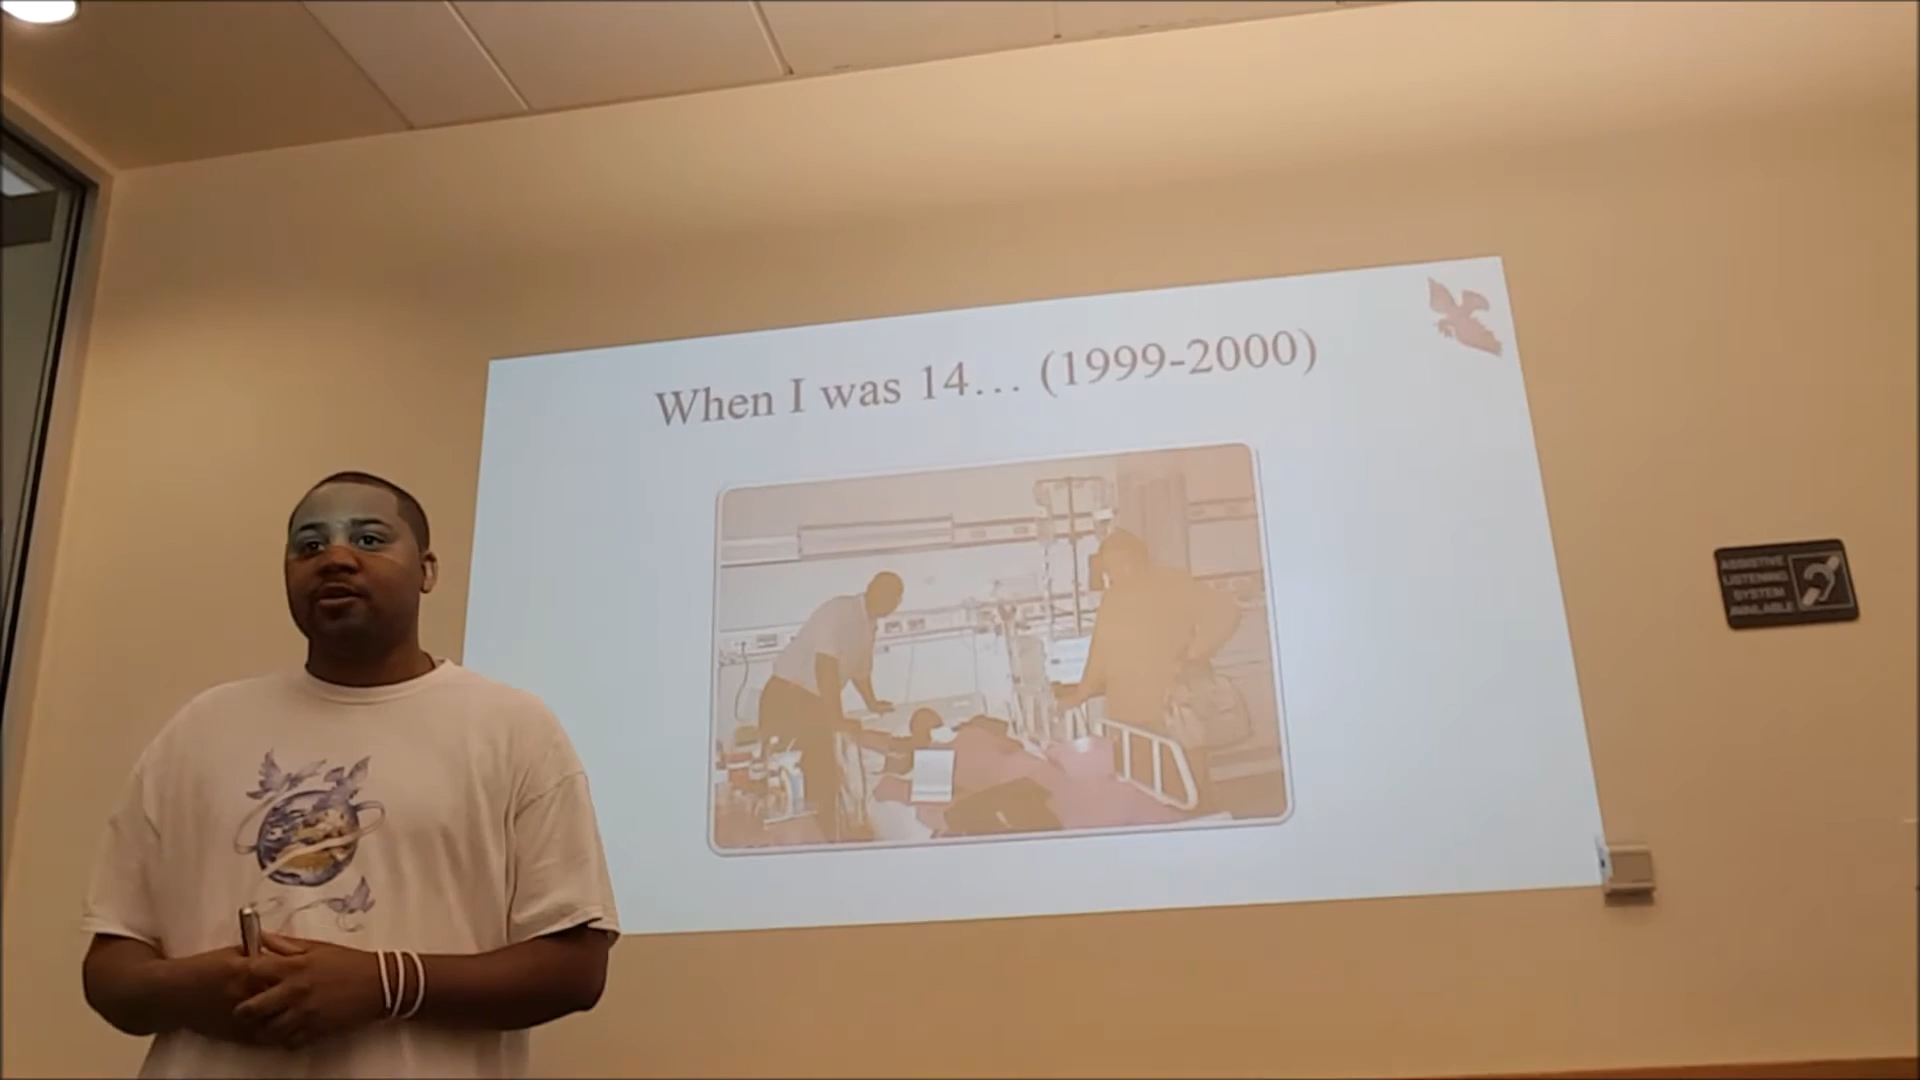 When I was 14... (1999-2000)
ASSISTIVE
LISTENING
SYSTEM
AVAILABLE